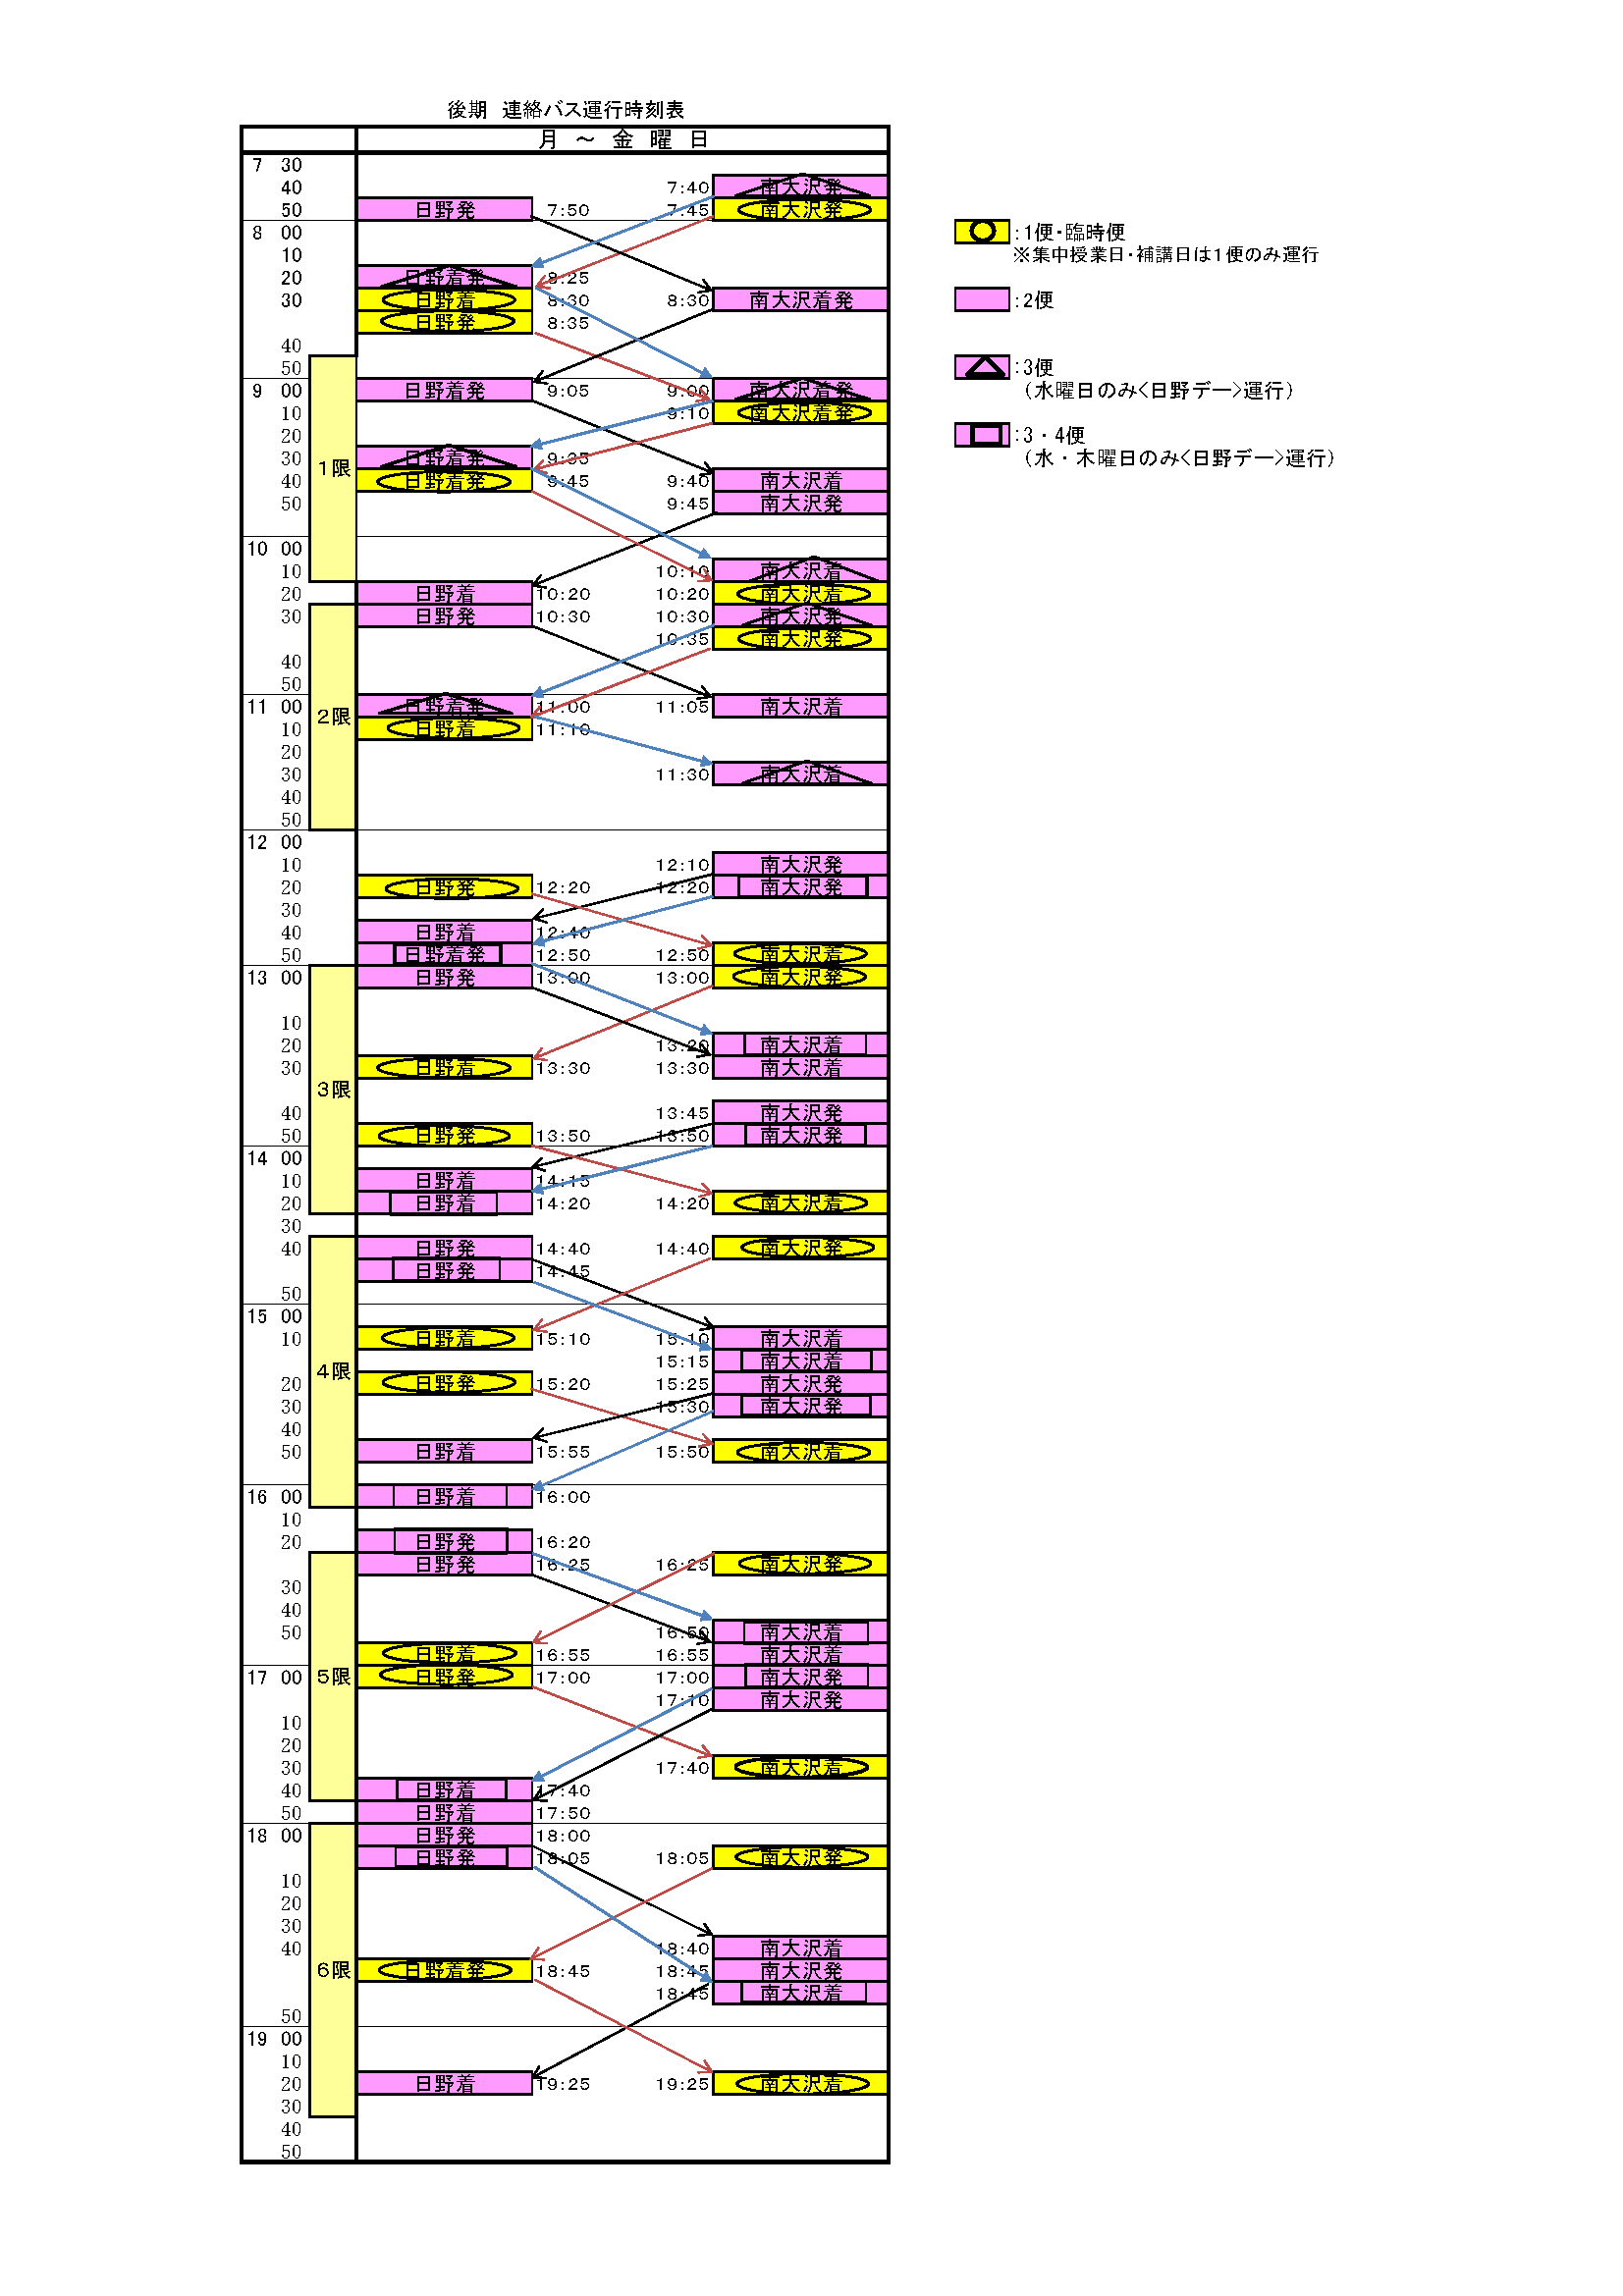 後期　連絡バス運行時刻表
月　～　金　曜　日
7　30
40　7:40　南大沢発
50　日野発　7:50　7:45　南大沢発
8　00　:1便・臨時便
10　※集中授業日・補講日は１便のみ運行
20　日野着発　8:25
30　日野着　8:30　8:30　南大沢着発　:2便
日野発　8:35
40
50　:3便
9　00　日野着発　9:05　9:00　南大沢着発　（水曜日のみ<日野デー>運行）
10　9:10　南大沢着発
20　:3・4便
30　日野着発　9:35　（水・木曜日のみ<日野デー>運行）
1限
40　日野着発　9:45　9:40　南大沢着
50　9:45　南大沢発
10　00
10　10:10　南大沢着
20　日野着　10:20　10:20　南大沢着
30　日野発　10:30　10:30　南大沢発
10:35　南大沢発
40
50
11　00　日野着発　11:00　11:05　南大沢着
2限
10　日野着　11:10
20
30　11:30　南大沢着
40
50
12　00
10　12:10　南大沢発
20　日野発　12:20　12:20　南大沢発
30
40　日野着　12:40
50　日野着発　12:50　12:50　南大沢着
13　00　日野発　13:00　13:00　南大沢発
10
20　13:20　南大沢着
30　日野着　13:30　13:30　南大沢着
3限
40　13:45　南大沢発
50　日野発　13:50　13:50　南大沢発
14　00
10　日野着　14:15
20　日野着　14:20　14:20　南大沢着
30
40　日野発　14:40　14:40　南大沢発
日野発　14:45
50
15　00
10　日野着　15:10　15:10　南大沢着
15:15　南大沢着
4限
20　日野発　15:20　15:25　南大沢発
30　15:30　南大沢発
40
50　日野着　15:55　15:50　南大沢着
16　00　日野着　16:00
10
20　日野発　16:20
日野発　16:25　16:25　南大沢発
30
40
50　16:50　南大沢着
日野着　16:55　16:55　南大沢着
17　00　5限　日野発　17:00　17:00　南大沢発
17:10　南大沢発
10
20
30　17:40　南大沢着
40　日野着　17:40
50　日野着　17:50
18　00　日野発　18:00
日野発　18:05　18:05　南大沢発
10
20
30
40　18:40　南大沢着
6限　日野着発　18:45　18:45　南大沢発
18:45　南大沢着
50
19　00
10
20　日野着　19:25　19:25　南大沢着
30
40
50